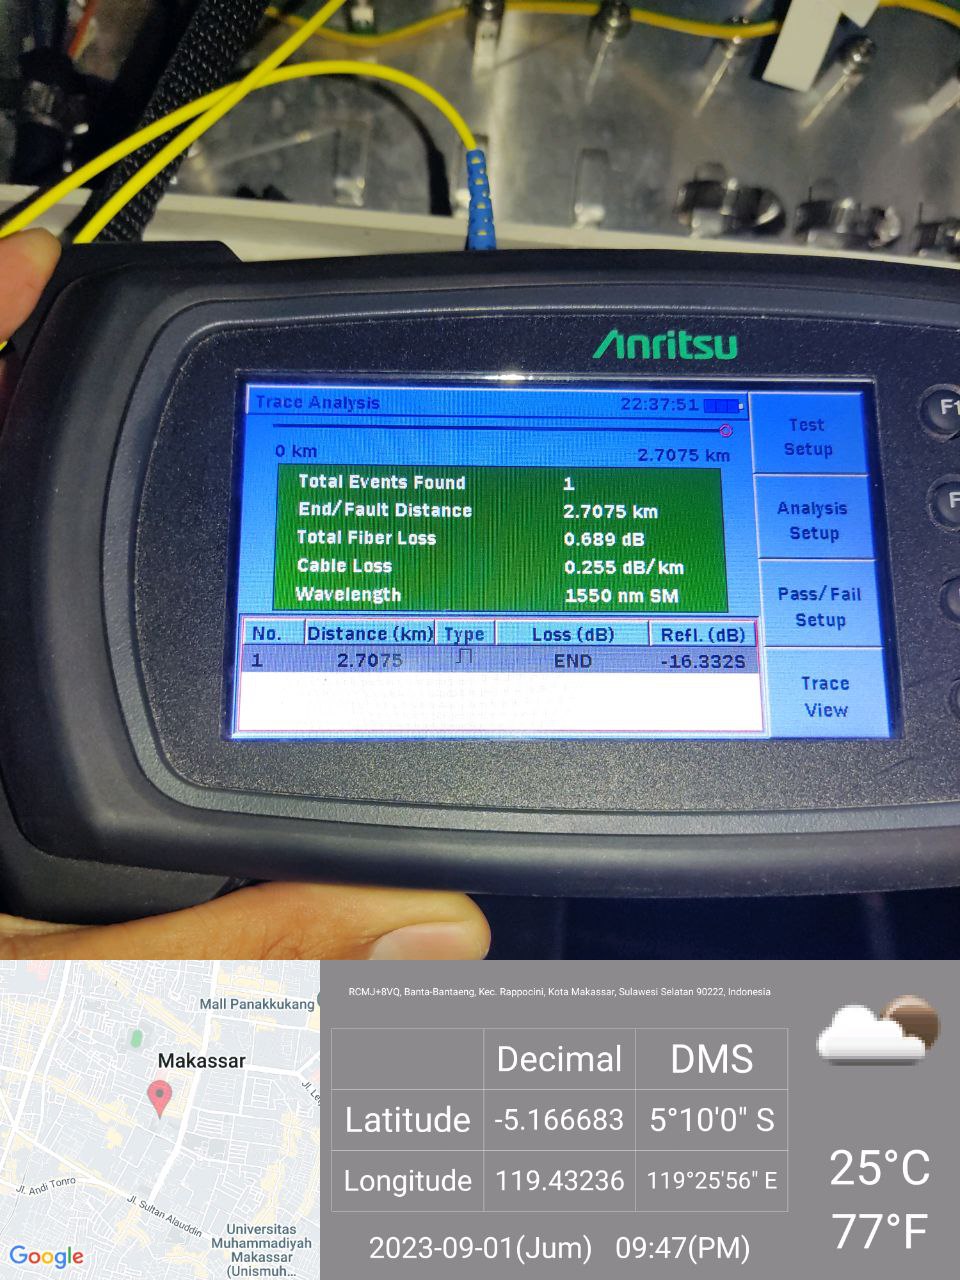 Anritsu
Trace Analysis 22:37:51
0 km 2.7075 km
Total Events Found 1
End/Fault Distance 2.7075 km
Total Fiber Loss 0.689 dB
Cable Loss 0.255 dB/km
Wavelength 1550 nm SM
No. Distance (km) Type Loss (dB) Refl. (dB)
1 2.7075 END -16.332S
Test
Setup
Analysis
Setup
Pass/Fail
Setup
Trace
View
F1
Mall Panakkukang
Makassar
Jl. Andi Tonro
Jl. Sultan Alauddin
Universitas
Muhammadiyah
Makassar
(Unismuh...
Google
RCMJ+8VQ, Banta-Bantaeng, Kec. Rappocini, Kota Makassar, Sulawesi Selatan 90222, Indonesia
Decimal DMS
Latitude -5.166683 5°10'0" S
Longitude 119.43236 119°25'56" E
2023-09-01(Jum) 09:47(PM)
25°C
77°F